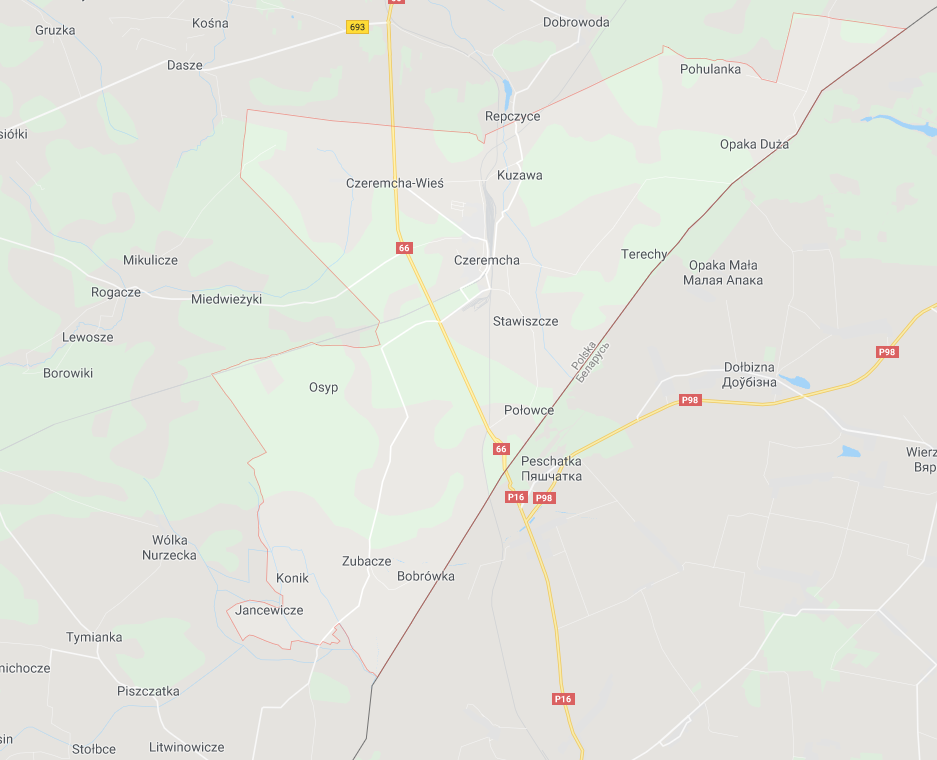 66
Kośna
693
Dobrowoda
Gruzka
Dasze
Pohulanka
Repczyce
siółki
Opaka Duża
Kuzawa
Czeremcha-Wieś
66
Terechy
Mikulicze
Czeremcha
Opaka Mała
Малая Апака
Rogacze
Miedwieżyki
Stawiszcze
Lewosze
Polska
Беларусь
P98
Borowiki
Osyp
Dołbizna
Доўбізна
P98
Połowce
66
Peschatka
Пяшчатка
Wierz
Вяр
P16
P98
Wólka
Nurzecka
Zubacze
Konik
Bobrówka
Jancewicze
Tymianka
nichocze
Piszczatka
P16
sin
Stołbce
Litwinowicze